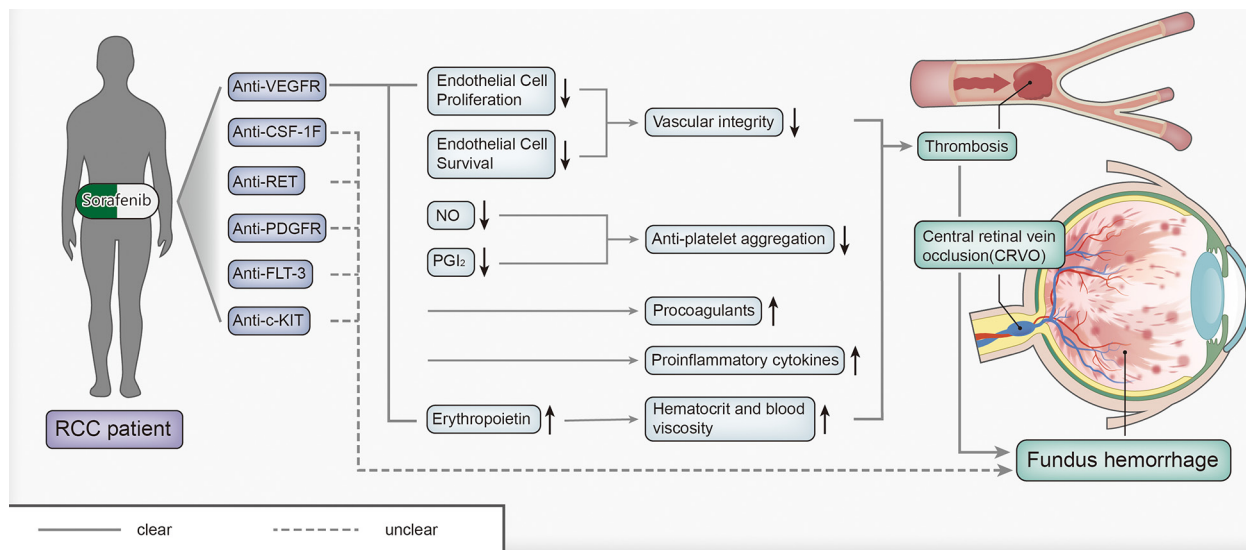 Sorafenib
RCC patient
Anti-VEGFR
Anti-CSF-1F
Anti-RET
Anti-PDGFR
Anti-FLT-3
Anti-c-KIT
Endothelial Cell
Proliferation
Endothelial Cell
Survival
NO
PGI₂
Erythropoietin
Vascular integrity
Anti-platelet aggregation
Procoagulants
Proinflammatory cytokines
Hematocrit and blood
viscosity
Thrombosis
Central retinal vein
occlusion(CRVO)
Fundus hemorrhage
clear
unclear